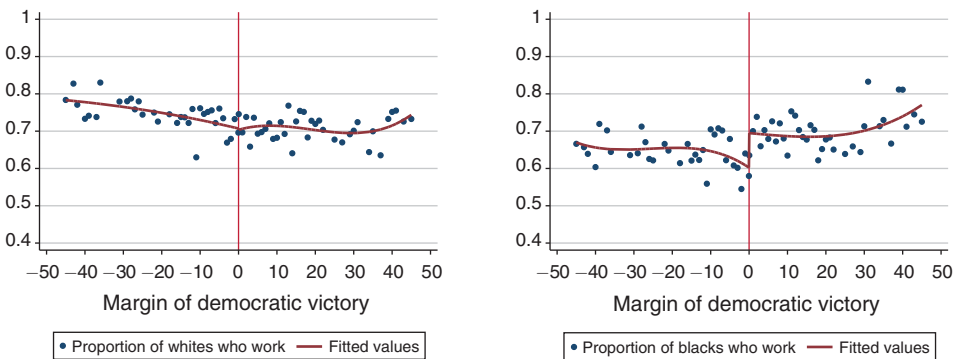 1
0.9
0.8
0.7
0.6
0.5
0.4
−50 −40 −30 −20 −10 0 10 20 30 40 50
Margin of democratic victory
Proportion of whites who work Fitted values
1
0.9
0.8
0.7
0.6
0.5
0.4
−50 −40 −30 −20 −10 0 10 20 30 40 50
Margin of democratic victory
Proportion of blacks who work Fitted values